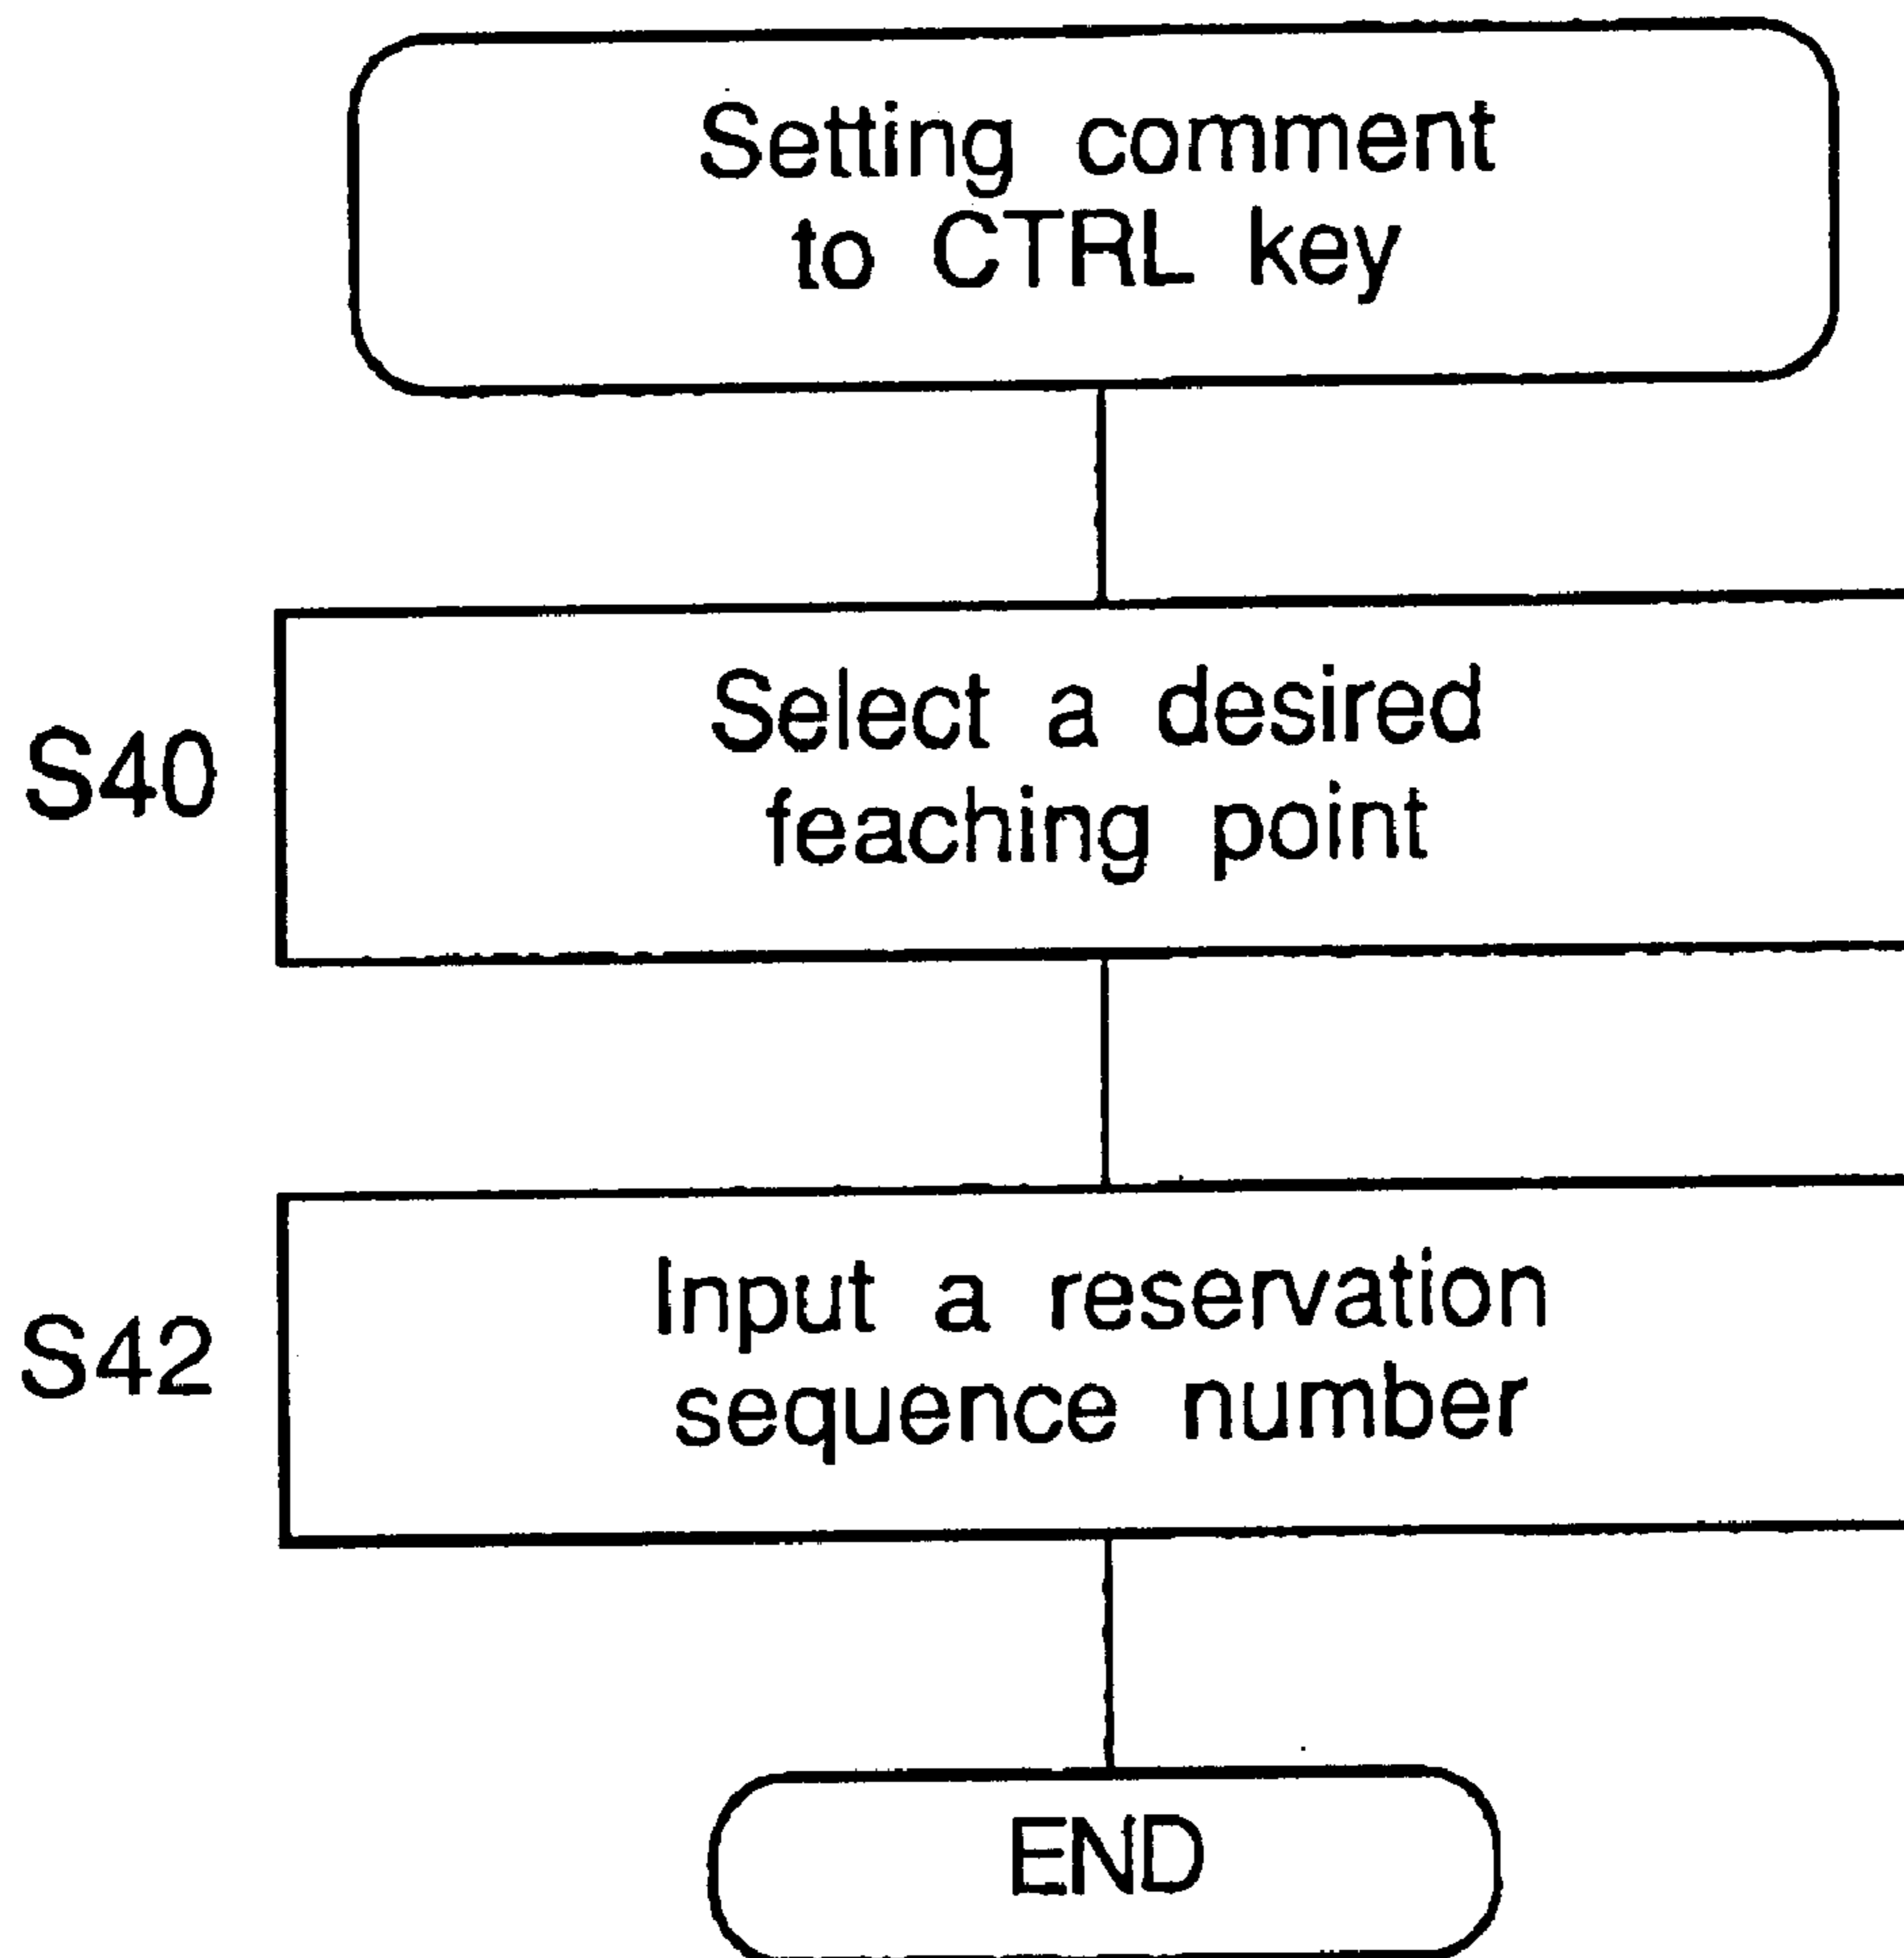 Setting comment
to CTRL key
S40
Select a desired
feaching point
S42
Input a reservation
sequence number
END